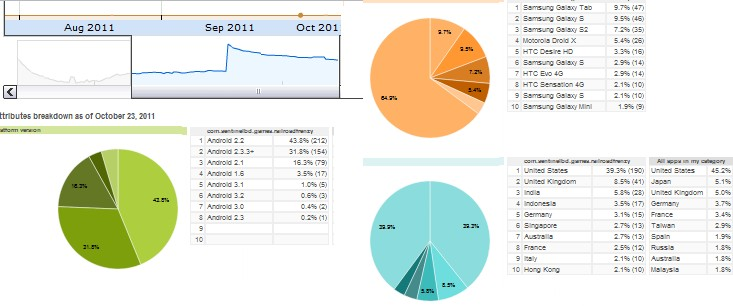 Aug 2011 Sep 2011 Oct 201
ttributes breakdown as of October 23, 2011
atform version com.sentinelbd.games.railroadfrenzy
1 Android 2.2 43.8% (212)
2 Android 2.3.3+ 31.8% (154)
3 Android 2.1 16.3% (79)
4 Android 1.6 3.5% (17)
5 Android 3.1 1.0% (5)
6 Android 3.2 0.6% (3)
7 Android 3.0 0.4% (2)
8 Android 2.3 0.2% (1)
9
10
16.3%
43.8%
31.8%
1 Samsung Galaxy Tab 9.7% (47)
2 Samsung Galaxy S 9.5% (46)
3 Samsung Galaxy S2 7.2% (35)
4 Motorola Droid X 5.4% (26)
5 HTC Desire HD 3.3% (16)
6 Samsung Galaxy S 2.9% (14)
7 HTC Evo 4G 2.9% (14)
8 HTC Sensation 4G 2.1% (10)
9 Samsung Galaxy S 2.1% (10)
10 Samsung Galaxy Mini 1.9% (9)
9.7%
9.5%
7.2%
5.4%
64.9%
com.sentinelbd.games.railroadfrenzy All apps in my category
1 United States 39.3% (190) United States 45.2%
2 United Kingdom 8.5% (41) Japan 5.1%
3 India 5.8% (28) United Kingdom 5.0%
4 Indonesia 3.5% (17) Germany 3.7%
5 Germany 3.1% (15) France 3.4%
6 Singapore 2.7% (13) Taiwan 2.9%
7 Australia 2.7% (13) Spain 1.9%
8 France 2.5% (12) Russia 1.8%
9 Italy 2.1% (10) Australia 1.8%
10 Hong Kong 2.1% (10) Malaysia 1.8%
39.3%
8.5%
5.8%